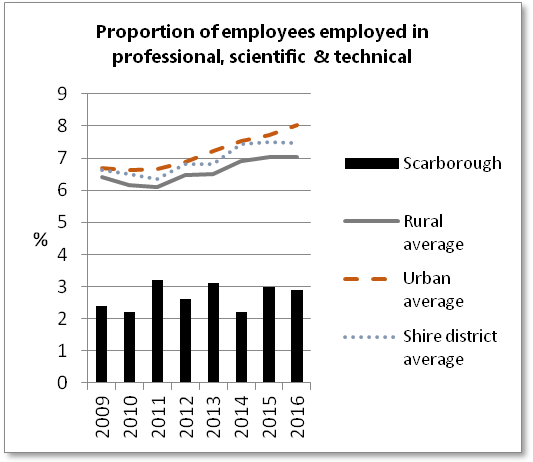 Proportion of employees employed in
professional, scientific & technical
9
8
7
6
5
4
3
2
1
0
%
2009
2010
2011
2012
2013
2014
2015
2016
Scarborough
Rural
average
Urban
average
Shire district
average